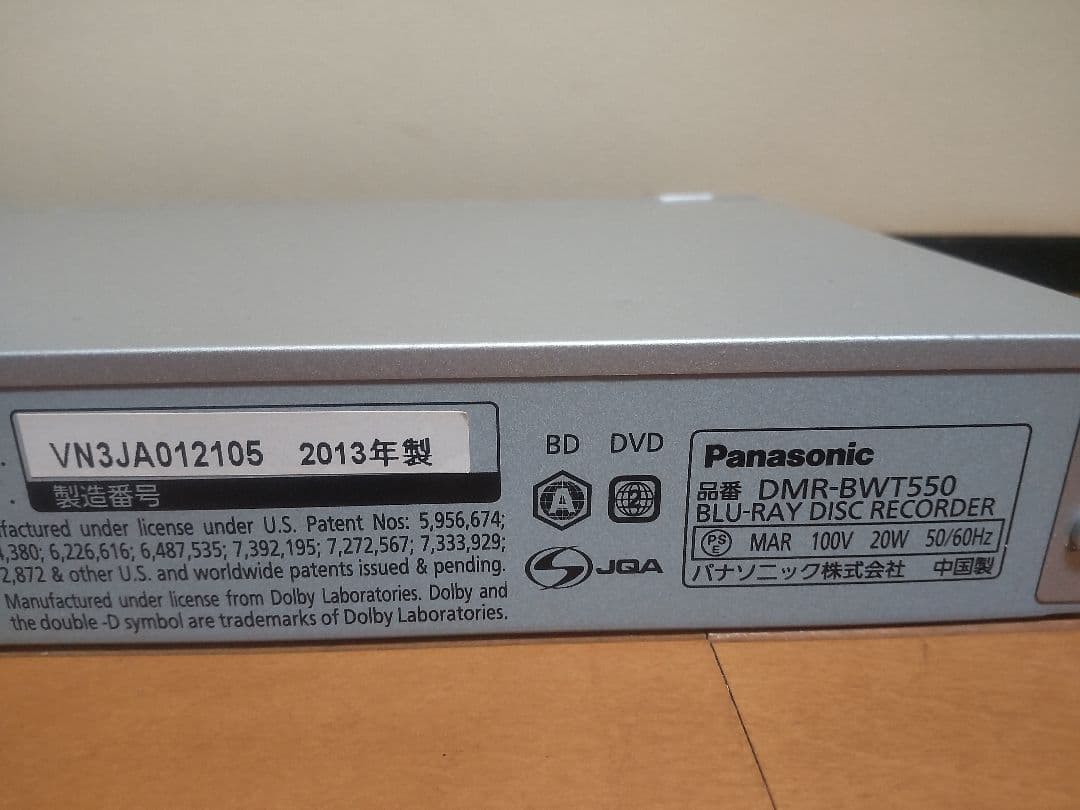 VN3JA012105 2013年製
製造番号
factured under license under U.S. Patent Nos: 5,956,674;
,380; 6,226,616; 6,487,535; 7,392,195; 7,272,567; 7,333,929;
2,872 & other U.S. and worldwide patents issued & pending.
Manufactured under license from Dolby Laboratories. Dolby and
the double-D symbol are trademarks of Dolby Laboratories.
BD DVD
A 2
JQA
Panasonic
品番 DMR-BWT550
BLU-RAY DISC RECORDER
PSE MAR 100V 20W 50/60Hz
パナソニック株式会社 中国製